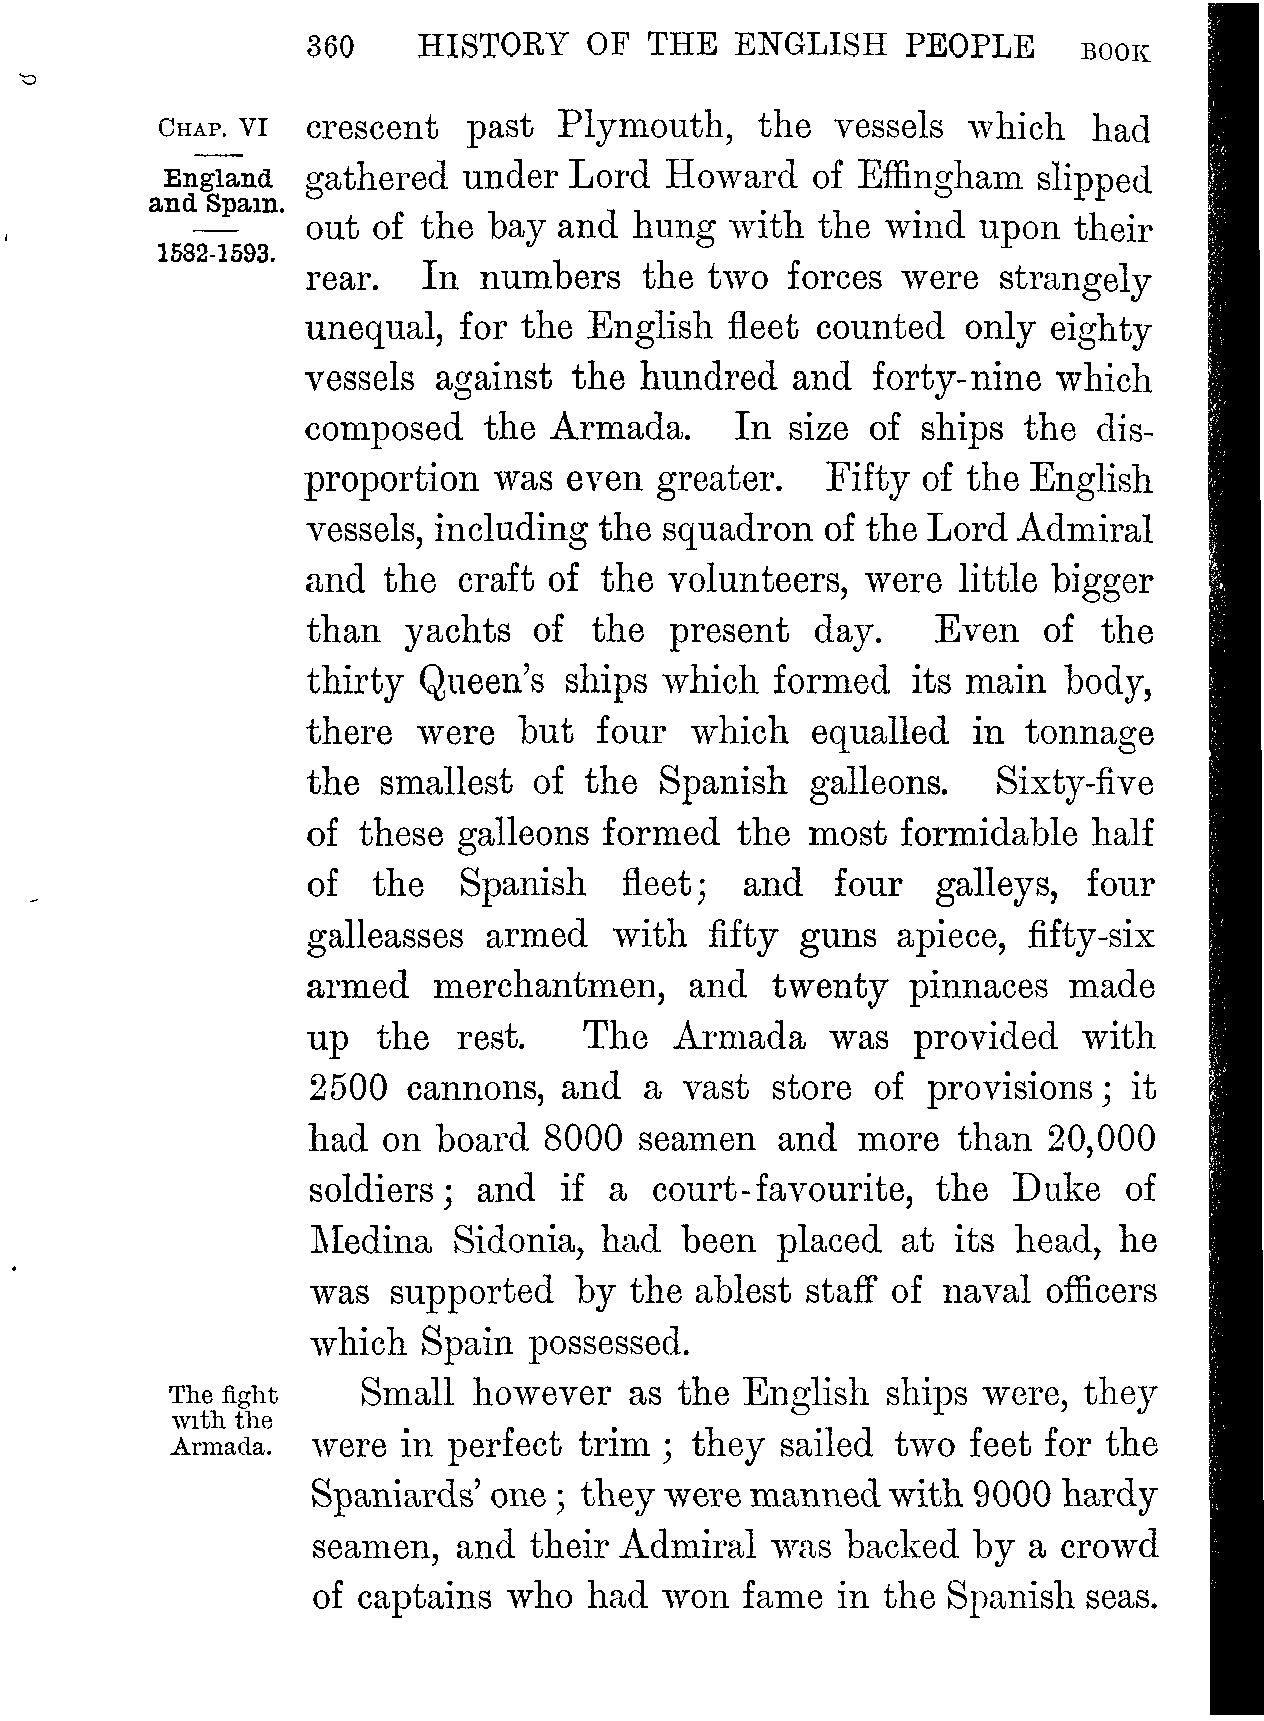 360 HISTORY OF THE ENGLISH PEOPLE BOOK
CHAP. VI
England
and Spain.
1582-1593.
crescent past Plymouth, the vessels which had
gathered under Lord Howard of Effingham slipped
out of the bay and hung with the wind upon their
rear. In numbers the two forces were strangely
unequal, for the English fleet counted only eighty
vessels against the hundred and forty-nine which
composed the Armada. In size of ships the dis-
proportion was even greater. Fifty of the English
vessels, including the squadron of the Lord Admiral
and the craft of the volunteers, were little bigger
than yachts of the present day. Even of the
thirty Queen's ships which formed its main body,
there were but four which equalled in tonnage
the smallest of the Spanish galleons. Sixty-five
of these galleons formed the most formidable half
of the Spanish fleet; and four galleys, four
galleasses armed with fifty guns apiece, fifty-six
armed merchantmen, and twenty pinnaces made
up the rest. The Armada was provided with
2500 cannons, and a vast store of provisions; it
had on board 8000 seamen and more than 20,000
soldiers; and if a court-favourite, the Duke of
Medina Sidonia, had been placed at its head, he
was supported by the ablest staff of naval officers
which Spain possessed.
The fight
with the
Armada.
Small however as the English ships were, they
were in perfect trim; they sailed two feet for the
Spaniards' one; they were manned with 9000 hardy
seamen, and their Admiral was backed by a crowd
of captains who had won fame in the Spanish seas.